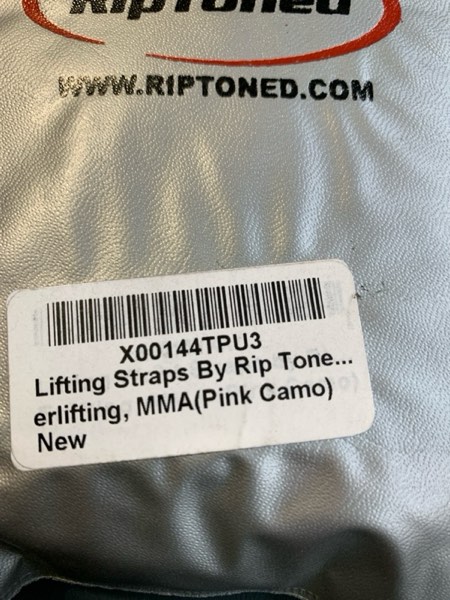 RipToned
WWW.RIPTONED.COM
X00144TPU3
Lifting Straps By Rip Tone...
erlifting, MMA(Pink Camo)
New